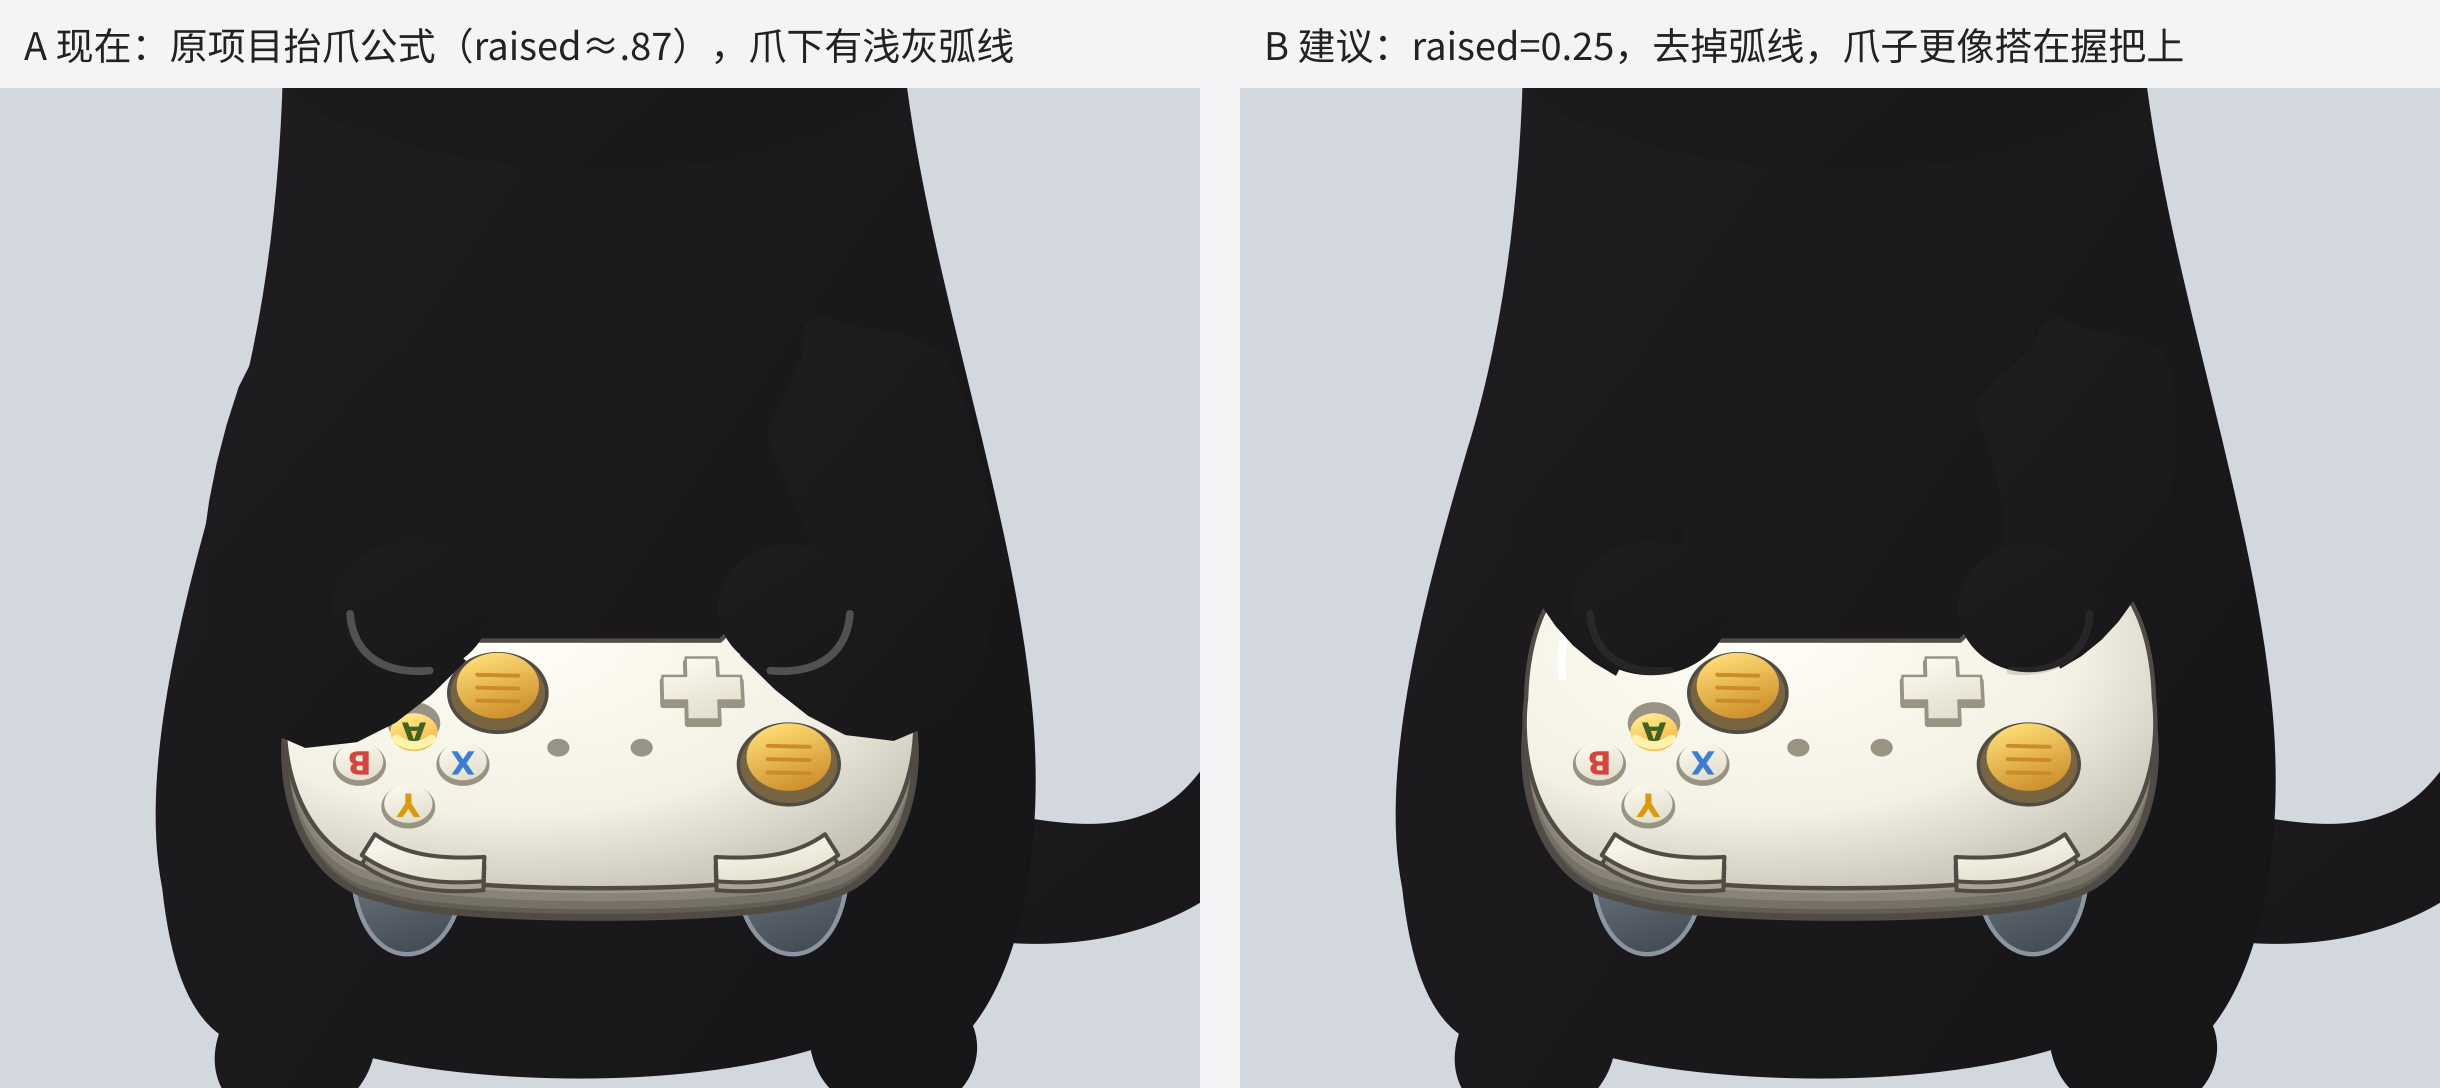 A 现在：原项目抬爪公式（raised≈.87），爪下有浅灰弧线
B 建议：raised=0.25，去掉弧线，爪子更像搭在握把上
A
B X
Y
A
B X
Y